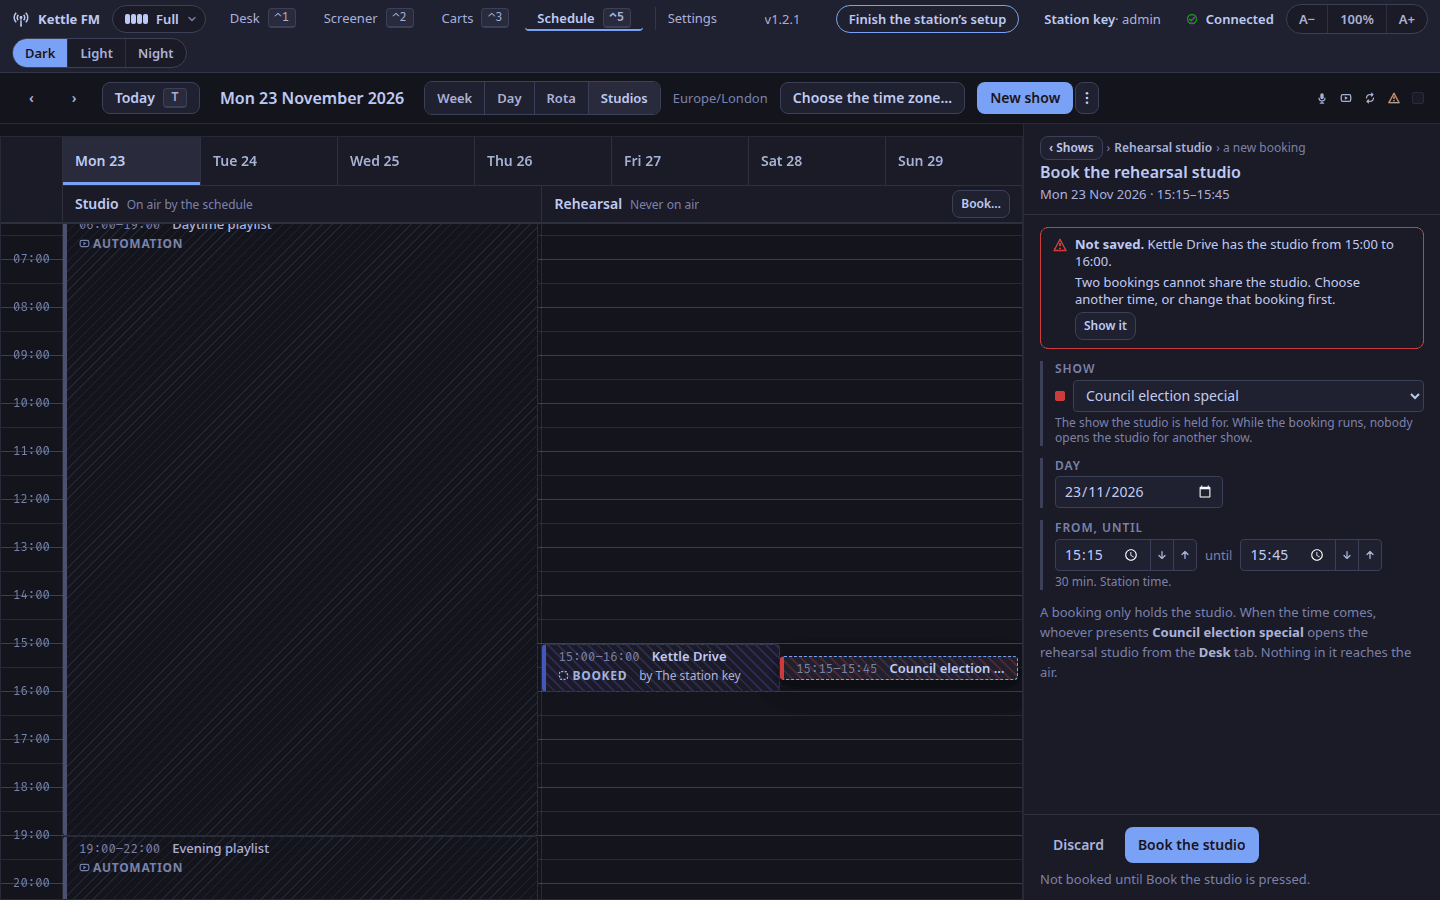 Kettle FM
Full
Desk ^1
Screener ^2
Carts ^3
Schedule ^5
Settings
v1.2.1
Finish the station's setup
Station key · admin
Connected
A− 100% A+
Dark Light Night
‹ › Today T
Mon 23 November 2026
Week Day Rota Studios
Europe/London
Choose the time zone...
New show
Mon 23 Tue 24 Wed 25 Thu 26 Fri 27 Sat 28 Sun 29
Studio On air by the schedule
Rehearsal Never on air
Book...
06:00–19:00 Daytime playlist
AUTOMATION
07:00
08:00
09:00
10:00
11:00
12:00
13:00
14:00
15:00
15:00–16:00 Kettle Drive
BOOKED by The station key
15:15–15:45 Council election ...
16:00
17:00
18:00
19:00
19:00–22:00 Evening playlist
AUTOMATION
20:00
‹ Shows › Rehearsal studio › a new booking
Book the rehearsal studio
Mon 23 Nov 2026 · 15:15–15:45
Not saved. Kettle Drive has the studio from 15:00 to
16:00.
Two bookings cannot share the studio. Choose
another time, or change that booking first.
Show it
SHOW
Council election special
The show the studio is held for. While the booking runs, nobody
opens the studio for another show.
DAY
23/11/2026
FROM, UNTIL
15:15 ↓ ↑ until 15:45 ↓ ↑
30 min. Station time.
A booking only holds the studio. When the time comes,
whoever presents Council election special opens the
rehearsal studio from the Desk tab. Nothing in it reaches the
air.
Discard
Book the studio
Not booked until Book the studio is pressed.